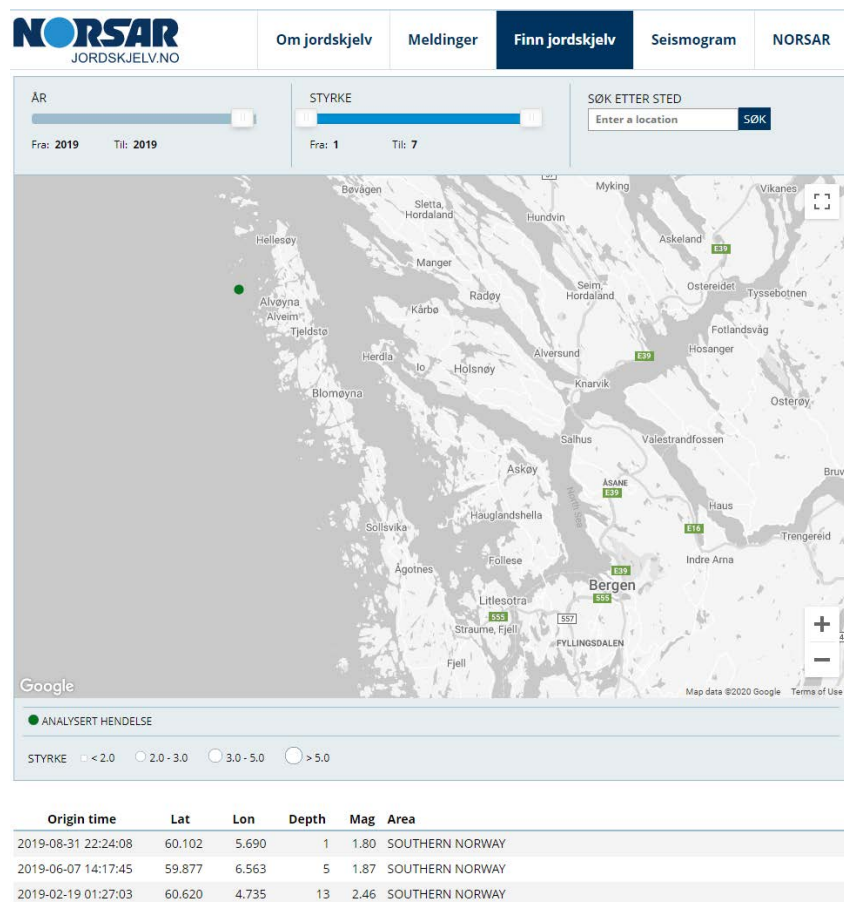 NORSAR
JORDSKJELV.NO
Om jordskjelv
Meldinger
Finn jordskjelv
Seismogram
NORSAR
ÅR
Fra: 2019 Til: 2019
STYRKE
Fra: 1 Til: 7
SØK ETTER STED
Enter a location SØK
Bøvågen
Sletta,
Hordaland
Hundvin
Myking
Vikanes
Hellesøy
Askeland
E39
Manger
Radøy
Seim,
Hordaland
Ostereidet
Tyssebotnen
Alvøyna
Alveim
Tjeldstø
Kårbø
Fotlandsvåg
Hosanger
Herdla
Io
Holsnøy
Alversund
E39
Knarvik
Blomøyna
Osterøy
Salhus
Valestrandfossen
Askøy
ÅSANE
E39
Bruv
North Sea
Haus
Hauglandshella
Sollsvika
E16
Trengereid
Ågotnes
Follese
Indre Arna
E39
Bergen
555
Litlesotra
555
Straume, Fjell
557
FYLLINGSDALEN
Fjell
Google
Map data ©2020 Google Terms of Use
ANALYSERT HENDELSE
STYRKE < 2.0 2.0 - 3.0 3.0 - 5.0 > 5.0
Origin time Lat Lon Depth Mag Area
2019-08-31 22:24:08 60.102 5.690 1 1.80 SOUTHERN NORWAY
2019-06-07 14:17:45 59.877 6.563 5 1.87 SOUTHERN NORWAY
2019-02-19 01:27:03 60.620 4.735 13 2.46 SOUTHERN NORWAY